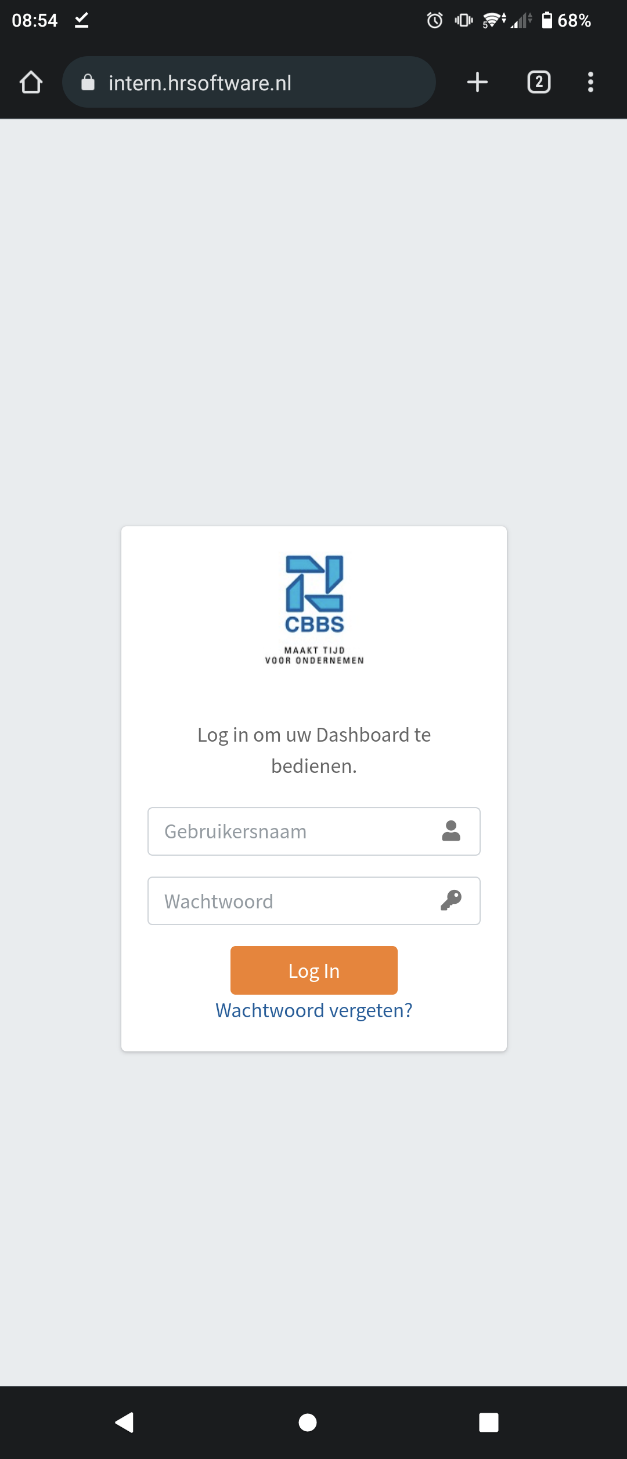 08:54
68%
intern.hrsoftware.nl
2
CBBS
MAAKT TIJD
VOOR ONDERNEMEN
Log in om uw Dashboard te
bedienen.
Gebruikersnaam
Wachtwoord
Log In
Wachtwoord vergeten?